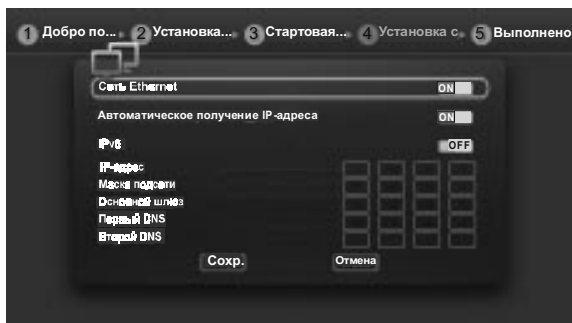 1 Добро по... 2 Установка... 3 Стартовая... 4 Установка с.. 5 Выполнено
Сеть Ethernet ON
Автоматическое получение IP-адреса ON
IPv6 OFF
IP-адрес
Маска подсети
Основной шлюз
Первый DNS
Второй DNS
Сохр. Отмена